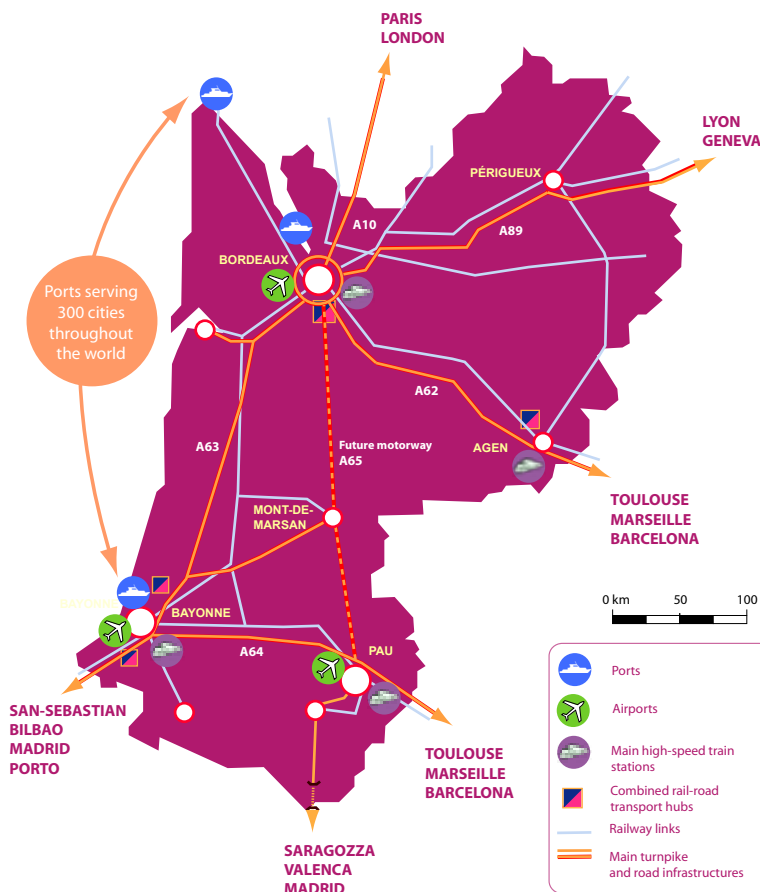 PARIS
LONDON
LYON
GENEVA
PÉRIGUEUX
A10
A89
BORDEAUX
Ports serving
300 cities
throughout
the world
A62
A63
Future motorway
A65
AGEN
TOULOUSE
MARSEILLE
BARCELONA
MONT-DE-
MARSAN
BAYONNE
0 km 50 100
A64
PAU
SAN-SEBASTIAN
BILBAO
MADRID
PORTO
TOULOUSE
MARSEILLE
BARCELONA
SARAGOZZA
VALENCA
MADRID
Ports
Airports
Main high-speed train
stations
Combined rail-road
transport hubs
Railway links
Main turnpike
and road infrastructures